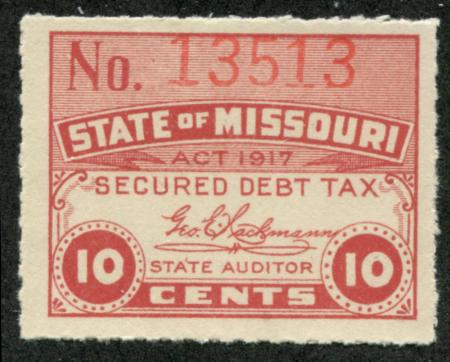 No. 13513
STATE OF MISSOURI
ACT 1917
SECURED DEBT TAX
Geo. E. Hackmann
10 STATE AUDITOR 10
CENTS